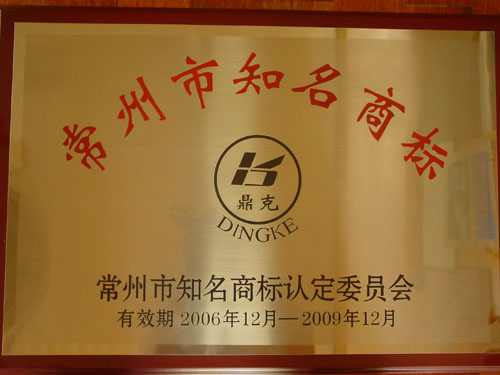 常州市知名商标
鼎克
DINGKE
常州市知名商标认定委员会
有效期 2006年12月—2009年12月